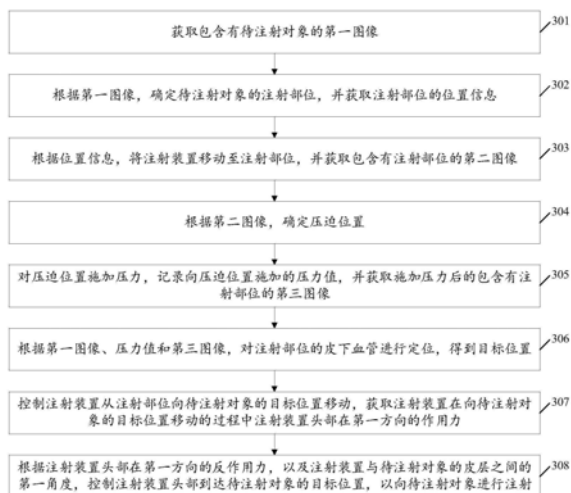 获取包含有待注射对象的第一图像
301
根据第一图像，确定待注射对象的注射部位，并获取注射部位的位置信息
302
根据位置信息，将注射装置移动至注射部位，并获取包含有注射部位的第二图像
303
根据第二图像，确定压迫位置
304
对压迫位置施加压力，记录向压迫位置施加的压力值，并获取施加压力后的包含有注
射部位的第三图像
305
根据第一图像、压力值和第三图像，对注射部位的皮下血管进行定位，得到目标位置
306
控制注射装置从注射部位向待注射对象的目标位置移动，获取注射装置在向待注射对
象的目标位置移动的过程中注射装置头部在第一方向的作用力
307
根据注射装置头部在第一方向的反作用力，以及注射装置与待注射对象的皮层之间的
第一角度，控制注射装置头部到达待注射对象的目标位置，以向待注射对象进行注射
308